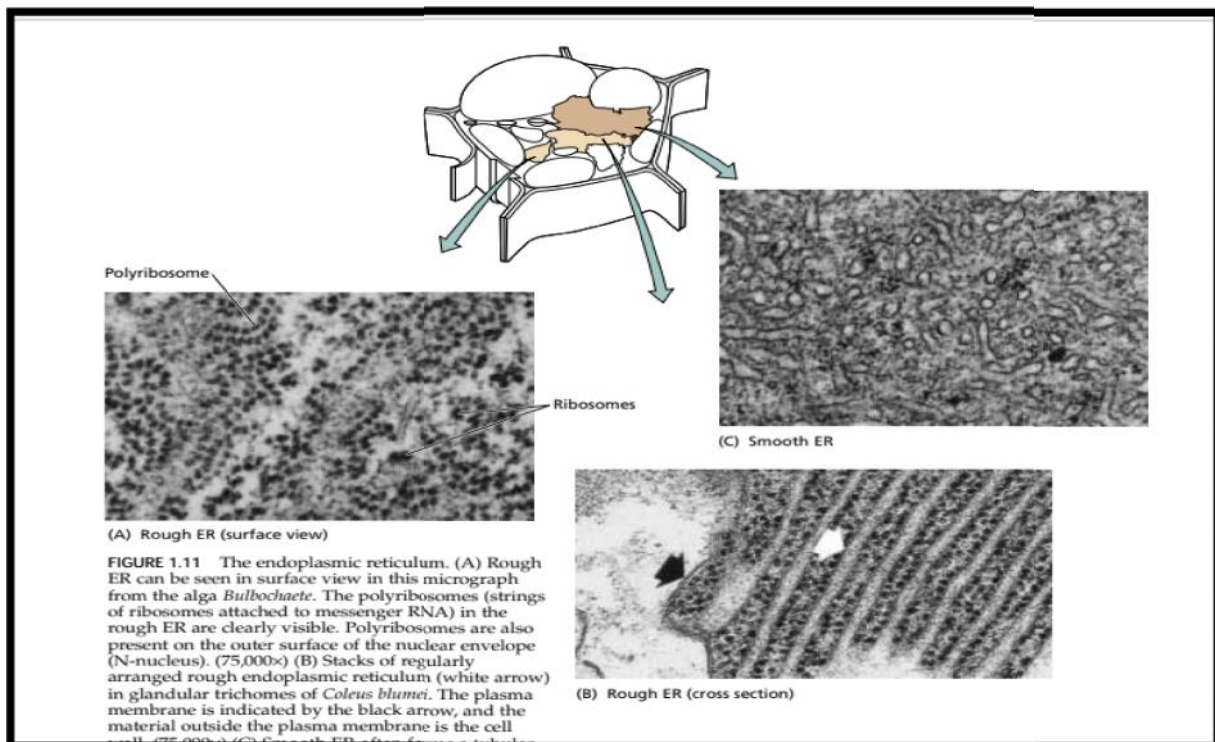 Polyribosome
Ribosomes
(A) Rough ER (surface view)
(C) Smooth ER
(B) Rough ER (cross section)
FIGURE 1.11 The endoplasmic reticulum. (A) Rough
ER can be seen in surface view in this micrograph
from the alga Bulbochaete. The polyribosomes (strings
of ribosomes attached to messenger RNA) in the
rough ER are clearly visible. Polyribosomes are also
present on the outer surface of the nuclear envelope
(N-nucleus). (75,000×) (B) Stacks of regularly
arranged rough endoplasmic reticulum (white arrow)
in glandular trichomes of Coleus blumei. The plasma
membrane is indicated by the black arrow, and the
material outside the plasma membrane is the cell